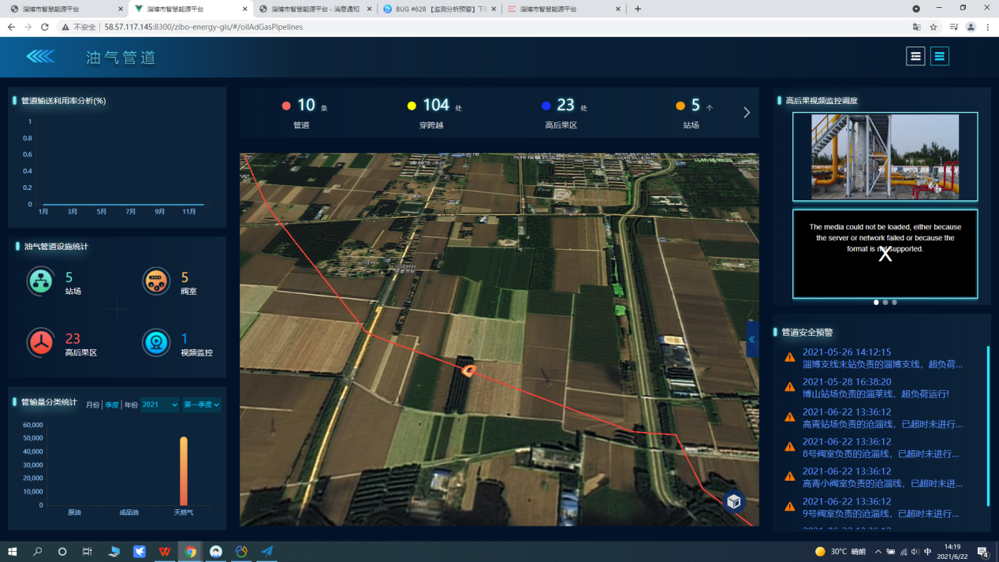 淄博市智慧能源平台
淄博市智慧能源平台
淄博市智慧能源平台 - 消息通知
BUG #628 【监测分析预警】下
淄博市智慧能源平台
不安全
58.57.117.145:8300/zibo-energy-gis/#/oilAdGasPipelines
油气管道
管道输送利用率分析(%)
1
0.8
0.6
0.4
0.2
0
1月 3月 5月 7月 9月 11月
油气管道设施统计
5
站场
5
阀室
23
高后果区
1
视频监控
管输量分类统计
月份 | 季度 | 年份 2021 第一季度
60,000
50,000
40,000
30,000
20,000
10,000
0
原油 成品油 天然气
10 条
管道
104 处
穿跨越
23 处
高后果区
5 个
站场
高后果视频监控调度
The media could not be loaded, either because
the server or network failed or because the
format is not supported.
管道安全预警
2021-05-26 14:12:15
淄博支线末站负责的淄博支线，超负荷...
2021-05-28 16:38:20
博山站场负责的淄莱线，超负荷运行!
2021-06-22 13:36:12
高青站场负责的沧淄线，已超时未进行...
2021-06-22 13:36:12
8号阀室负责的沧淄线，已超时未进行...
2021-06-22 13:36:12
高青小阀室负责的沧淄线，已超时未进...
2021-06-22 13:36:12
9号阀室负责的沧淄线，已超时未进行...
30°C 晴朗
中
14:19
2021/6/22
4